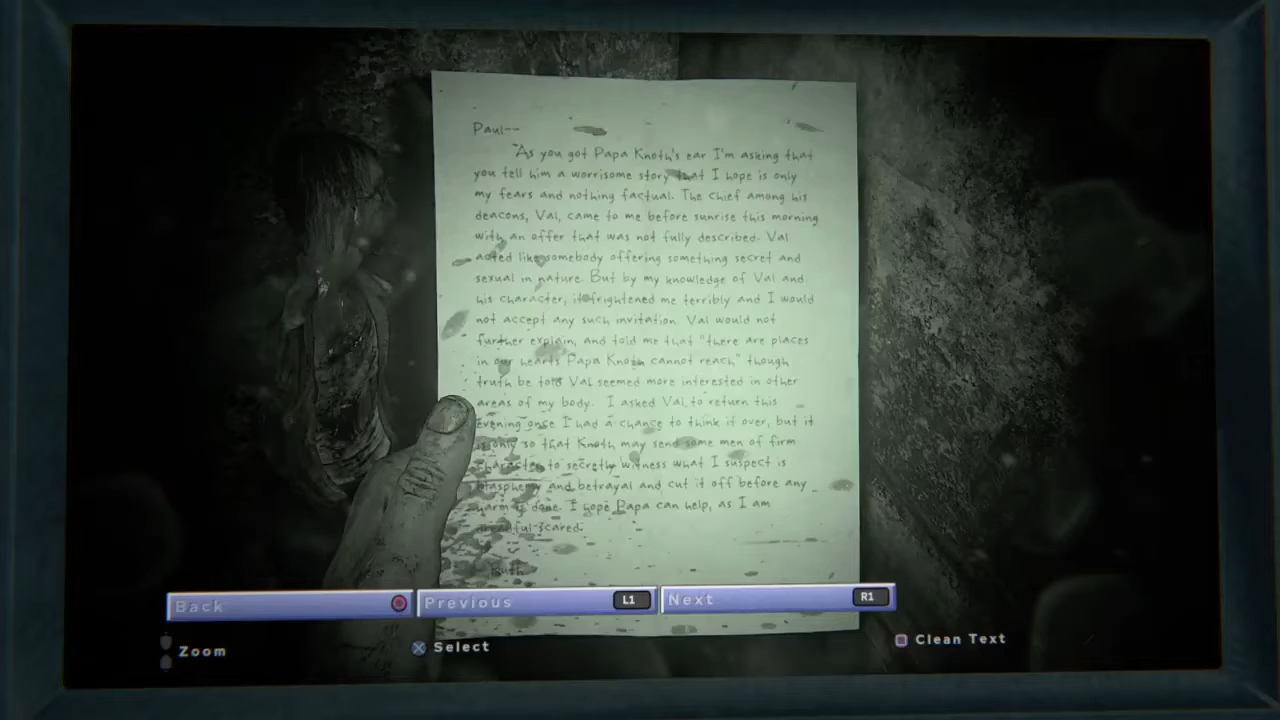 Paul--
As you got Papa Knoth's ear I'm asking that
you tell him a worrisome story that I hope is only
my fears and nothing factual. The chief among his
deacons, Val, came to me before sunrise this morning
with an offer that was not fully described. Val
acted like somebody offering something secret and
sexual in nature. But by my knowledge of Val and
his character, it frightened me terribly and I would
not accept any such invitation. Val would not
further explain, and told me that "there are places
in our hearts Papa Knoth cannot reach" though
truth be told Val seemed more interested in other
areas of my body. I asked Val to return this
evening once I had a chance to think it over, but it
is only so that Knoth may send some men of firm
character to secretly witness what I suspect is
blasphemy and betrayal and cut it off before any
harm is done. I hope Papa can help, as I am
scared.
Back
Previous L1
Next R1
Zoom
Select
Clean Text